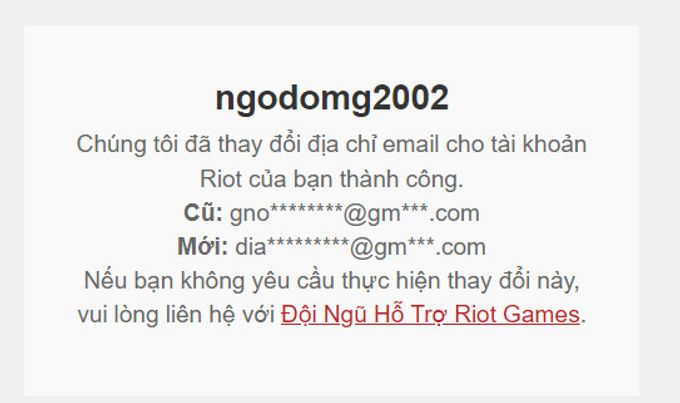 ngodomg2002
Chúng tôi đã thay đổi địa chỉ email cho tài khoản
Riot của bạn thành công.
Cũ: gno********@gm***.com
Mới: dia*********@gm***.com
Nếu bạn không yêu cầu thực hiện thay đổi này,
vui lòng liên hệ với Đội Ngũ Hỗ Trợ Riot Games.